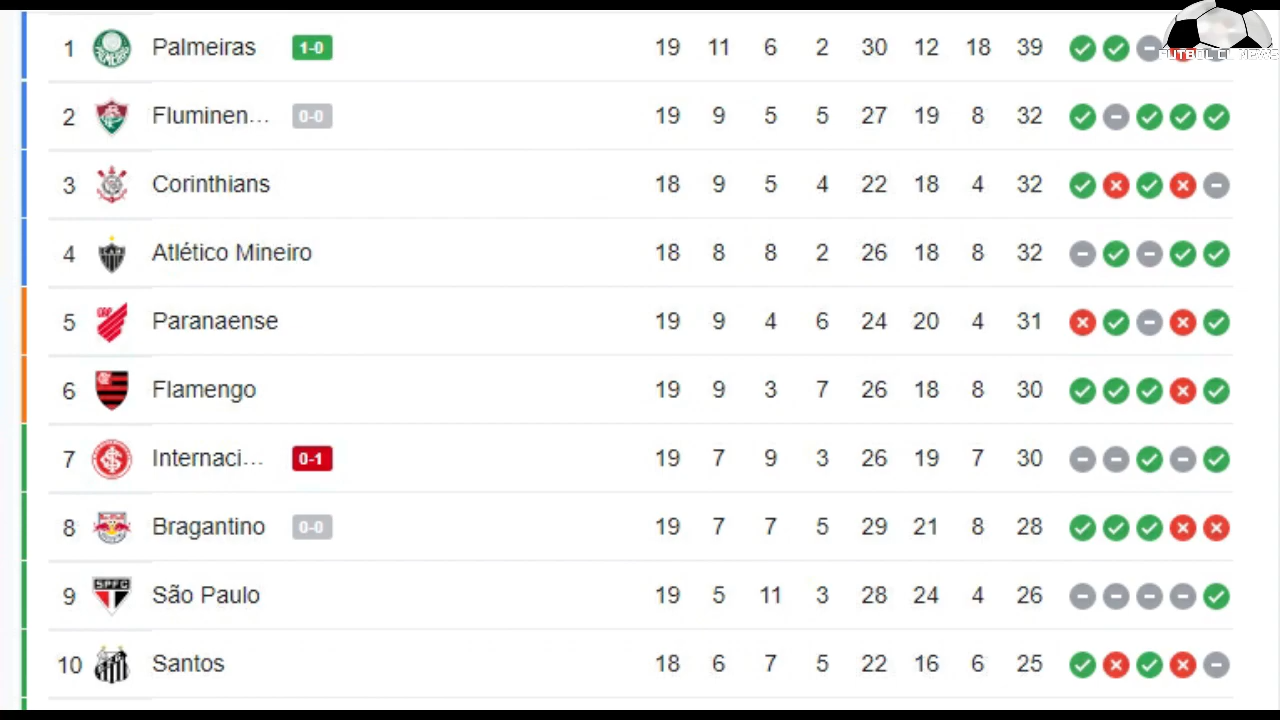 1 Palmeiras 1-0 19 11 6 2 30 12 18 39
FUTBOL CL NEWS
2 Fluminen... 0-0 19 9 5 5 27 19 8 32
3 Corinthians 18 9 5 4 22 18 4 32
4 Atlético Mineiro 18 8 8 2 26 18 8 32
5 Paranaense 19 9 4 6 24 20 4 31
CAP
6 Flamengo 19 9 3 7 26 18 8 30
7 Internaci... 0-1 19 7 9 3 26 19 7 30
8 Bragantino 0-0 19 7 7 5 29 21 8 28
9 São Paulo 19 5 11 3 28 24 4 26
SPFC
10 Santos 18 6 7 5 22 16 6 25